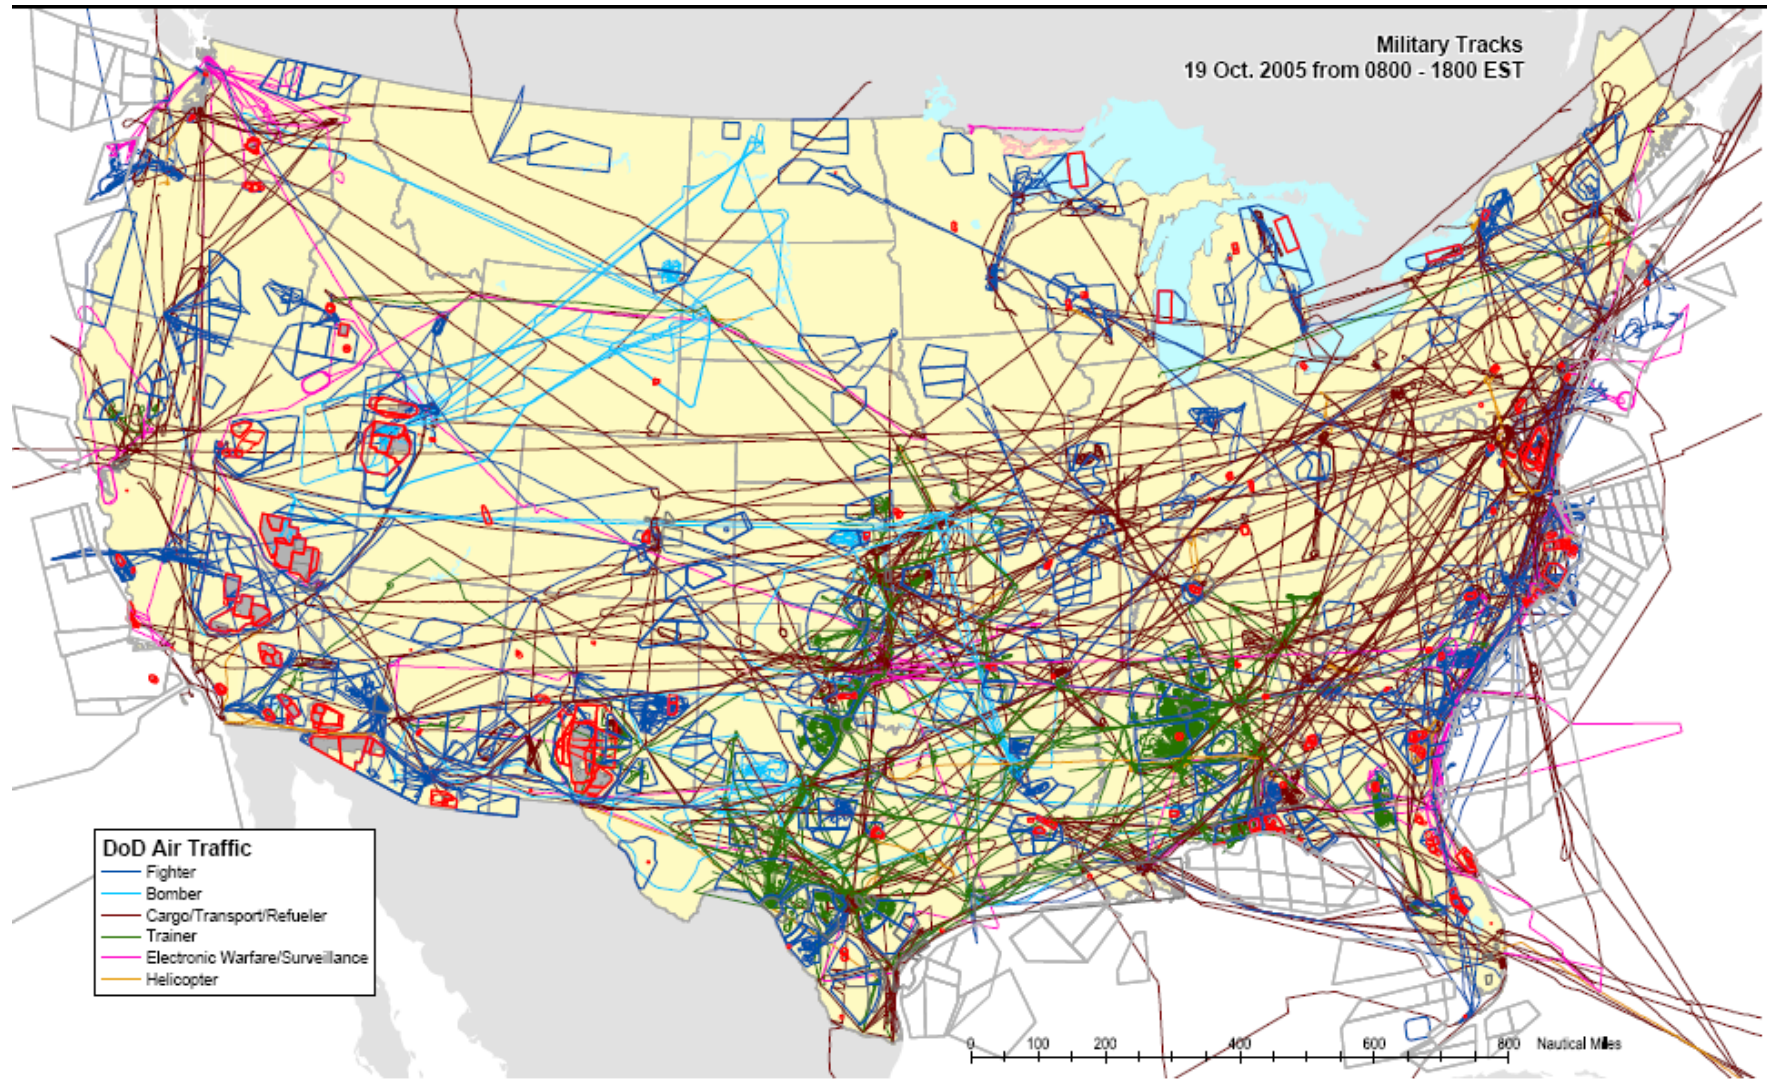 Military Tracks
19 Oct. 2005 from 0800 - 1800 EST
DoD Air Traffic
Fighter
Bomber
Cargo/Transport/Refueler
Trainer
Electronic Warfare/Surveillance
Helicopter
0 100 200 400 600 800 Nautical Miles